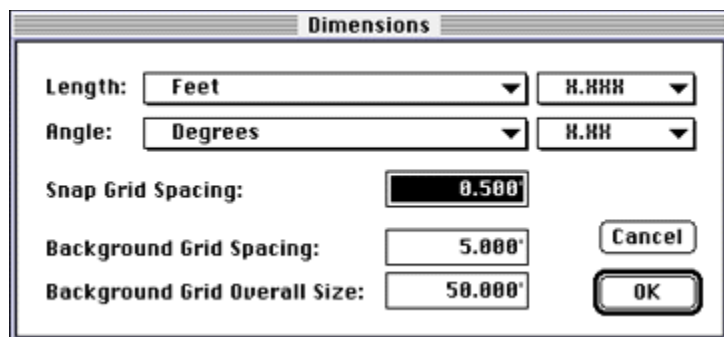 Dimensions
Length: Feet X.XXX
Angle: Degrees X.XX
Snap Grid Spacing: 0.500'
Background Grid Spacing: 5.000'
Cancel
Background Grid Overall Size: 50.000'
OK